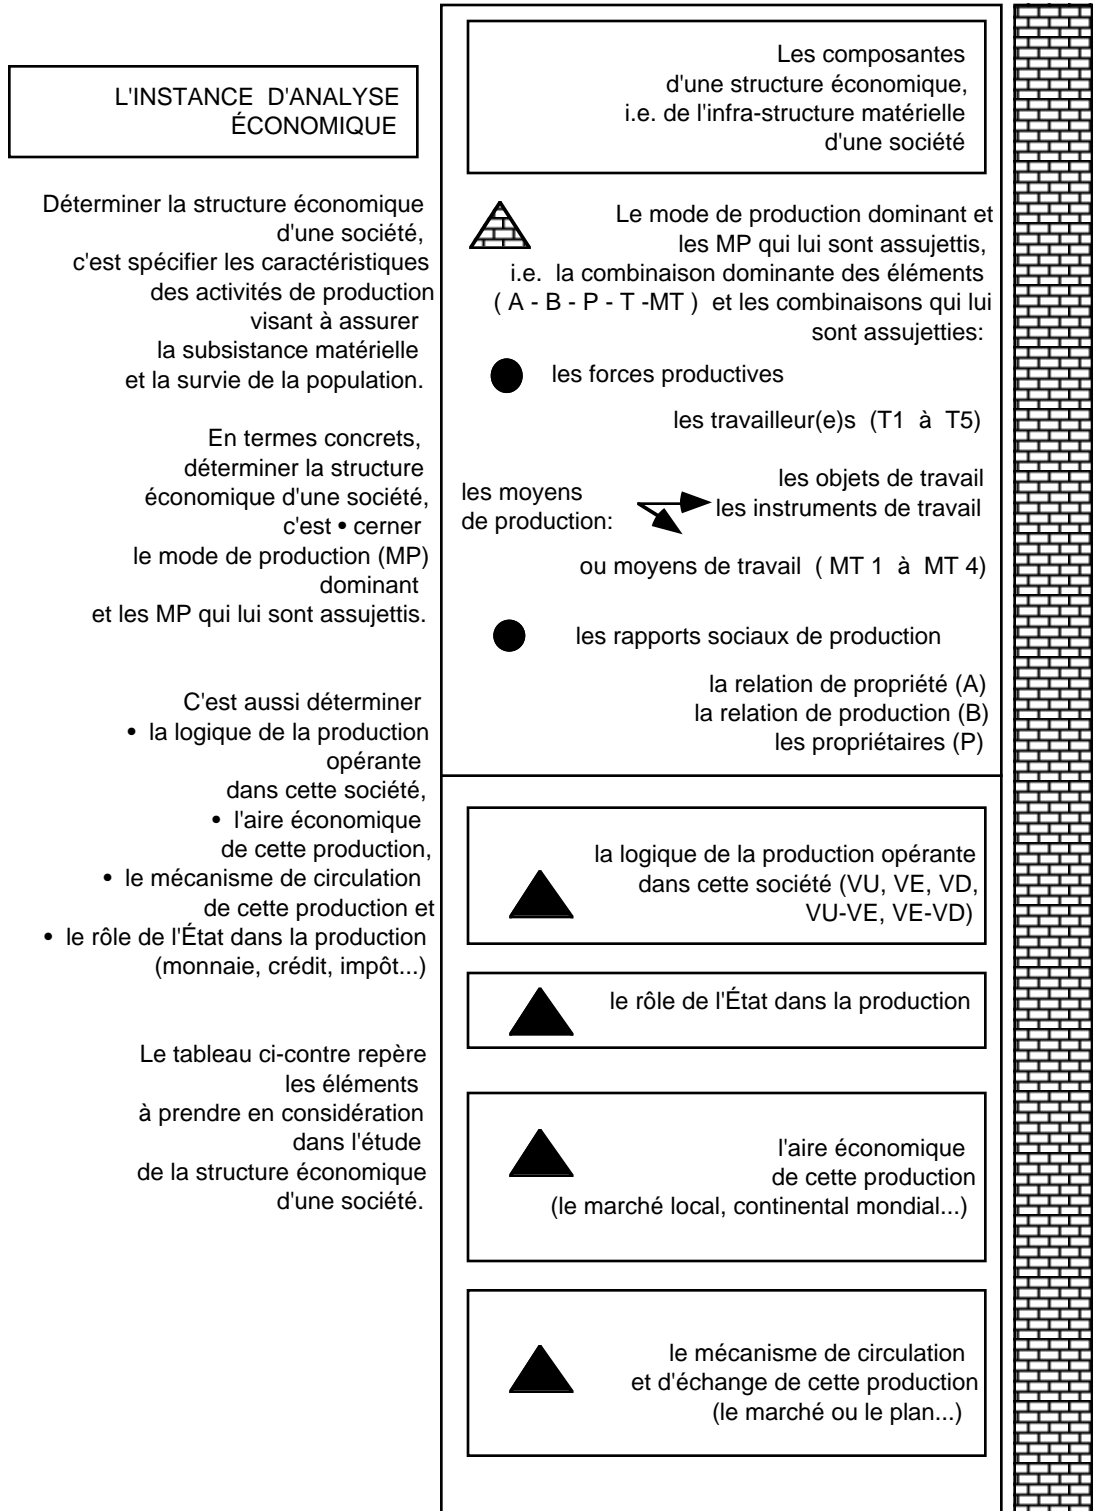 L'INSTANCE D'ANALYSE
ÉCONOMIQUE
Déterminer la structure économique
d'une société,
c'est spécifier les caractéristiques
des activités de production
visant à assurer
la subsistance matérielle
et la survie de la population.
En termes concrets,
déterminer la structure
économique d'une société,
c'est • cerner
le mode de production (MP)
dominant
et les MP qui lui sont assujettis.
C'est aussi déterminer
• la logique de la production
opérante
dans cette société,
• l'aire économique
de cette production,
• le mécanisme de circulation
de cette production et
• le rôle de l'État dans la production
(monnaie, crédit, impôt...)
Le tableau ci-contre repère
les éléments
à prendre en considération
dans l'étude
de la structure économique
d'une société.
Les composantes
d'une structure économique,
i.e. de l'infra-structure matérielle
d'une société
Le mode de production dominant et
les MP qui lui sont assujettis,
i.e. la combinaison dominante des éléments
( A - B - P - T -MT ) et les combinaisons qui lui
sont assujetties:
les forces productives
les travailleur(e)s (T1 à T5)
les moyens
de production:
les objets de travail
les instruments de travail
ou moyens de travail ( MT 1 à MT 4)
les rapports sociaux de production
la relation de propriété (A)
la relation de production (B)
les propriétaires (P)
la logique de la production opérante
dans cette société (VU, VE, VD,
VU-VE, VE-VD)
le rôle de l'État dans la production
l'aire économique
de cette production
(le marché local, continental mondial...)
le mécanisme de circulation
et d'échange de cette production
(le marché ou le plan...)